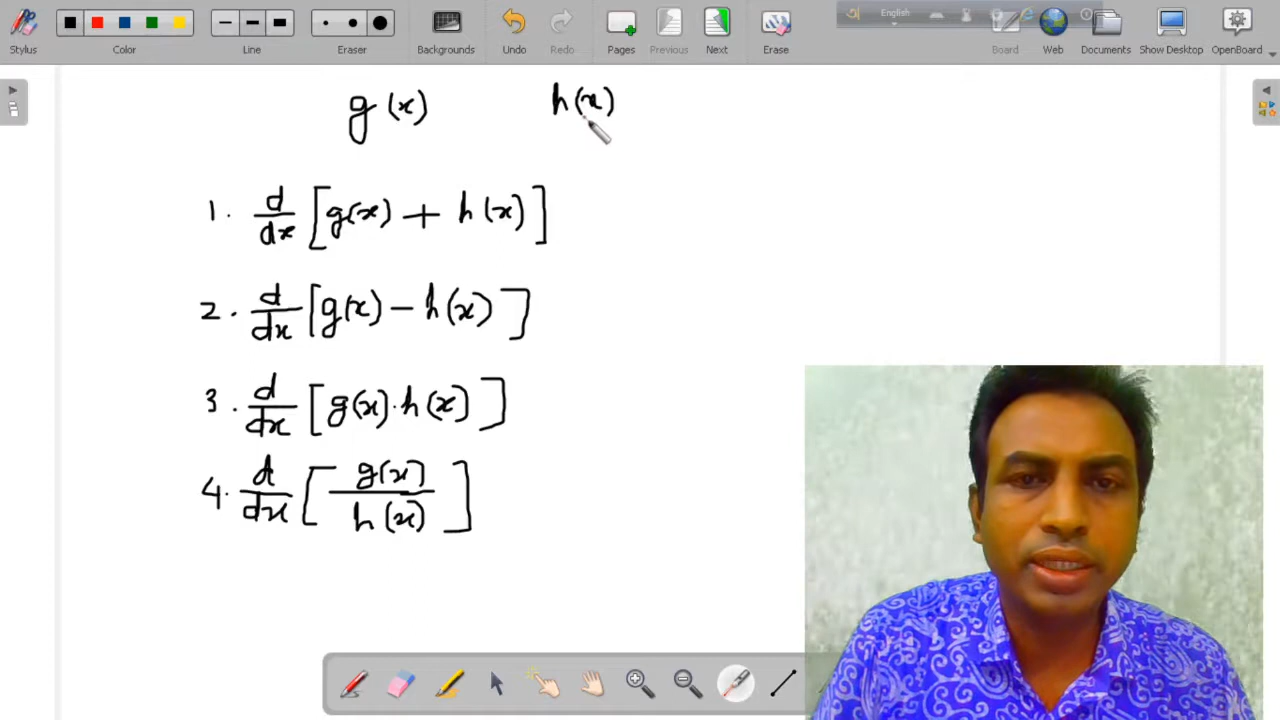 Stylus Color Line Eraser Backgrounds Undo Redo Pages Previous Next Erase Board Web Documents Show Desktop OpenBoard
English
g(x) h(x)
1. d/dx [g(x) + h(x)]
2. d/dx [g(x) - h(x)]
3. d/dx [g(x) · h(x)]
4. d/dx [g(x)/h(x)]